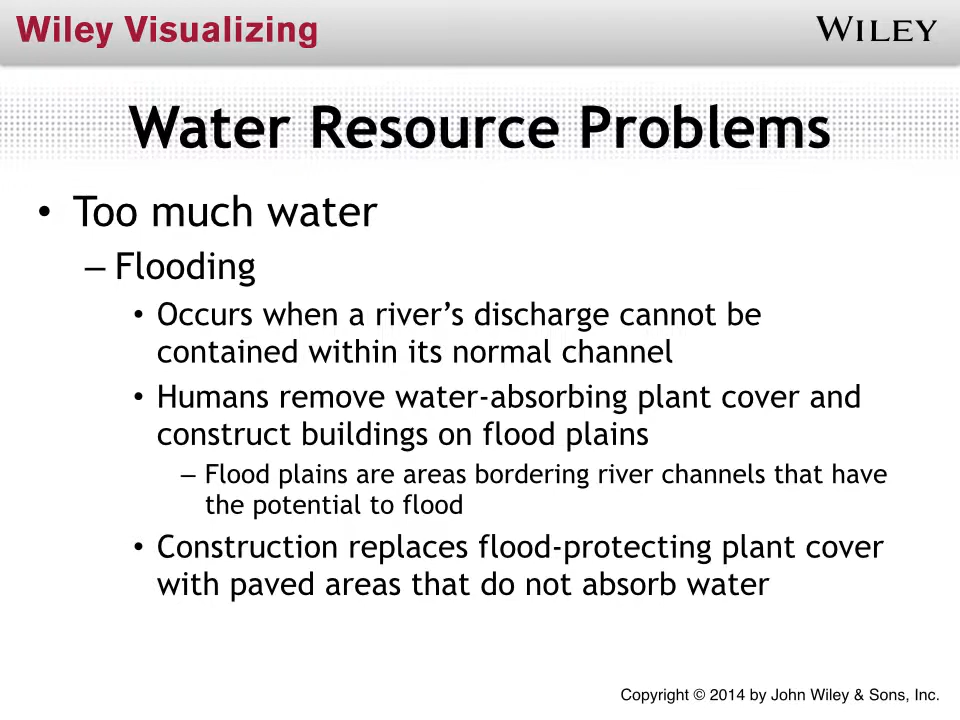 Wiley Visualizing
WILEY
Water Resource Problems
• Too much water
– Flooding
• Occurs when a river’s discharge cannot be
contained within its normal channel
• Humans remove water-absorbing plant cover and
construct buildings on flood plains
– Flood plains are areas bordering river channels that have
the potential to flood
• Construction replaces flood-protecting plant cover
with paved areas that do not absorb water
Copyright © 2014 by John Wiley & Sons, Inc.